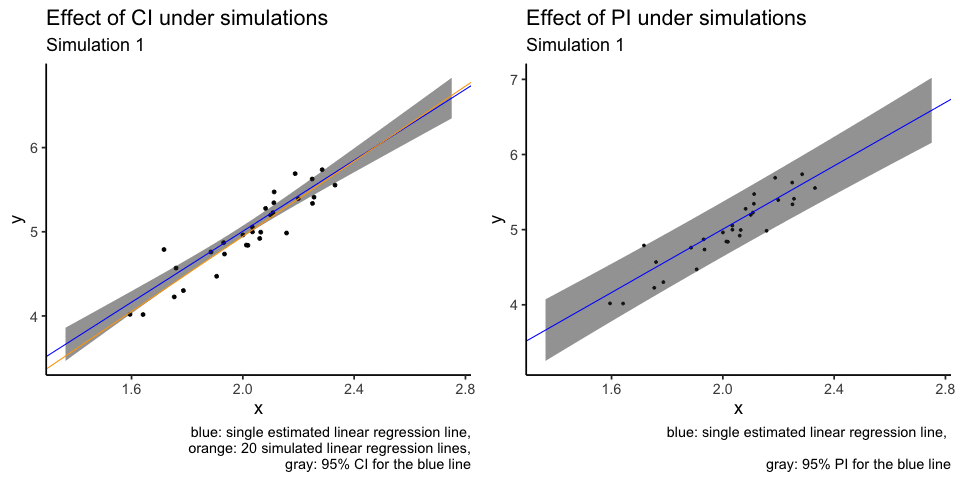 Effect of CI under simulations
Simulation 1
y
6
5
4
1.6 2.0 2.4 2.8
x
blue: single estimated linear regression line,
orange: 20 simulated linear regression lines,
gray: 95% CI for the blue line
Effect of PI under simulations
Simulation 1
y
7
6
5
4
1.6 2.0 2.4 2.8
x
blue: single estimated linear regression line,
gray: 95% PI for the blue line